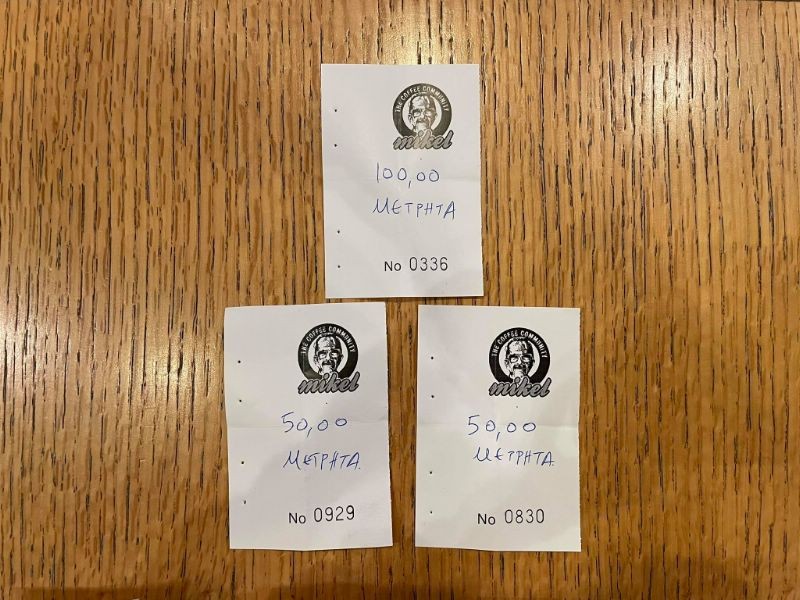 THE COFFEE COMMUNITY
mikel
100,00
ΜΕΤΡΗΤΑ
No 0336
THE COFFEE COMMUNITY
mikel
50,00
ΜΕΤΡΗΤΑ.
No 0929
THE COFFEE COMMUNITY
mikel
50,00
ΜΕΤΡΗΤΑ.
No 0830